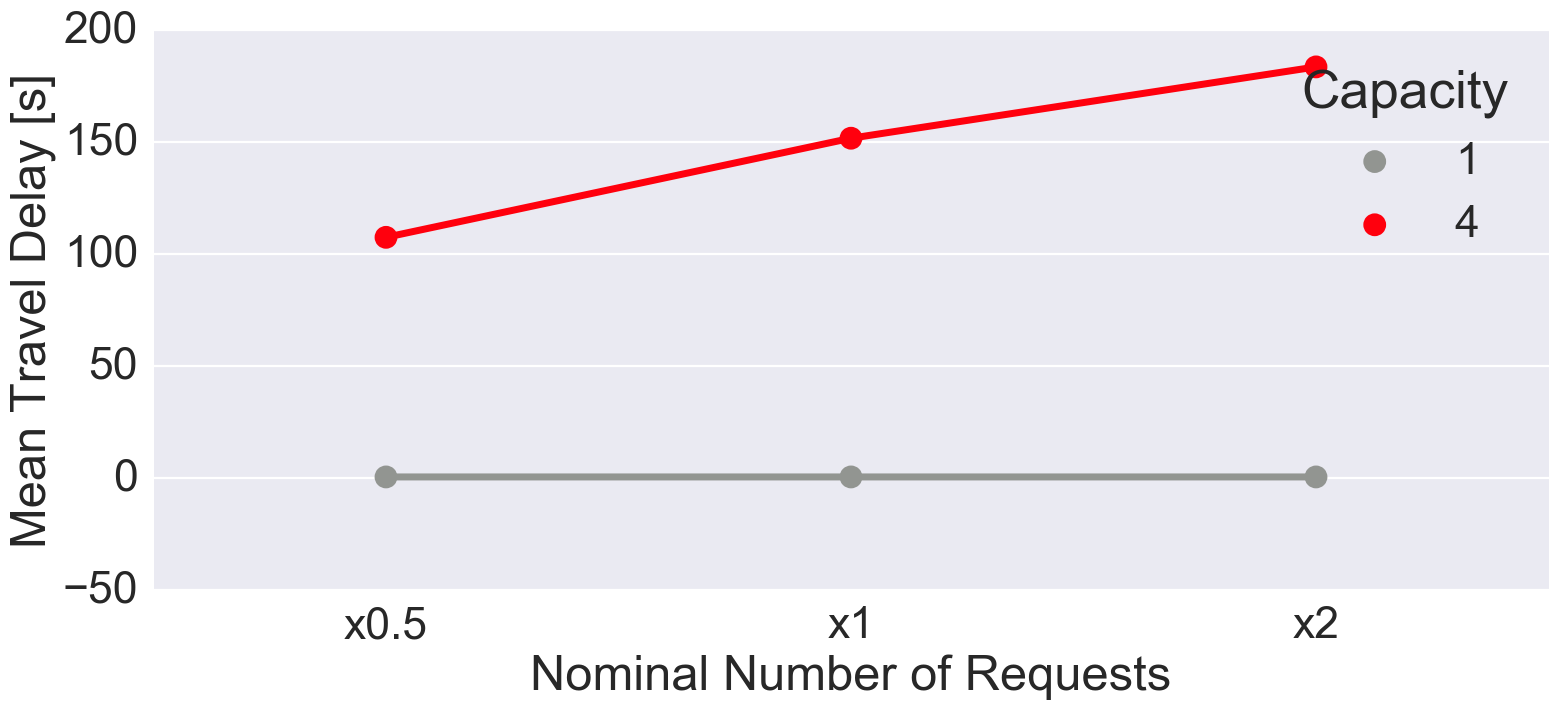 200
150
100
50
0
−50
Mean Travel Delay [s]
Capacity
1
4
x0.5 x1 x2
Nominal Number of Requests